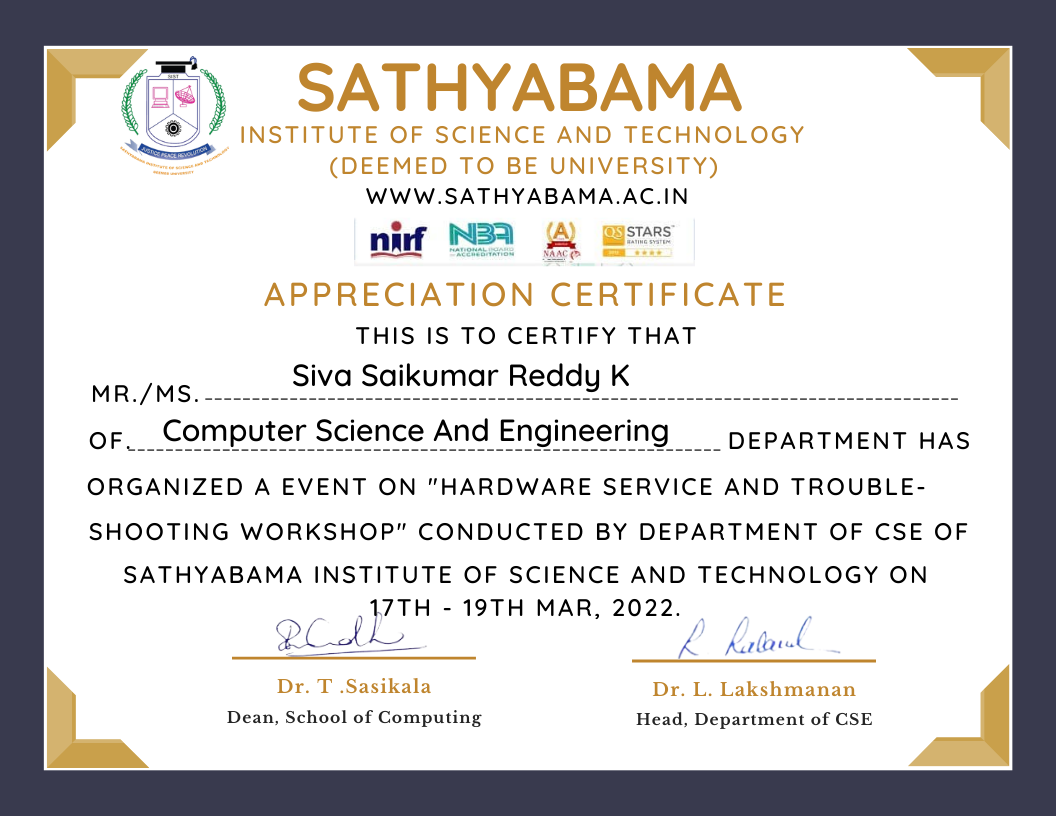 SIST
JUSTICE PEACE REVOLUTION
SATHYABAMA INSTITUTE OF SCIENCE AND TECHNOLOGY
DEEMED UNIVERSITY
SATHYABAMA
INSTITUTE OF SCIENCE AND TECHNOLOGY
(DEEMED TO BE UNIVERSITY)
WWW.SATHYABAMA.AC.IN
nirf
NBA
NATIONAL BOARD
of ACCREDITATION
A
NAAC
QS STARS
RATING SYSTEM
APPRECIATION CERTIFICATE
THIS IS TO CERTIFY THAT
Siva Saikumar Reddy K
MR./MS.
OF. Computer Science And Engineering DEPARTMENT HAS
ORGANIZED A EVENT ON "HARDWARE SERVICE AND TROUBLE-
SHOOTING WORKSHOP" CONDUCTED BY DEPARTMENT OF CSE OF
SATHYABAMA INSTITUTE OF SCIENCE AND TECHNOLOGY ON
17TH - 19TH MAR, 2022.
Dr. T .Sasikala
Dean, School of Computing
Dr. L. Lakshmanan
Head, Department of CSE